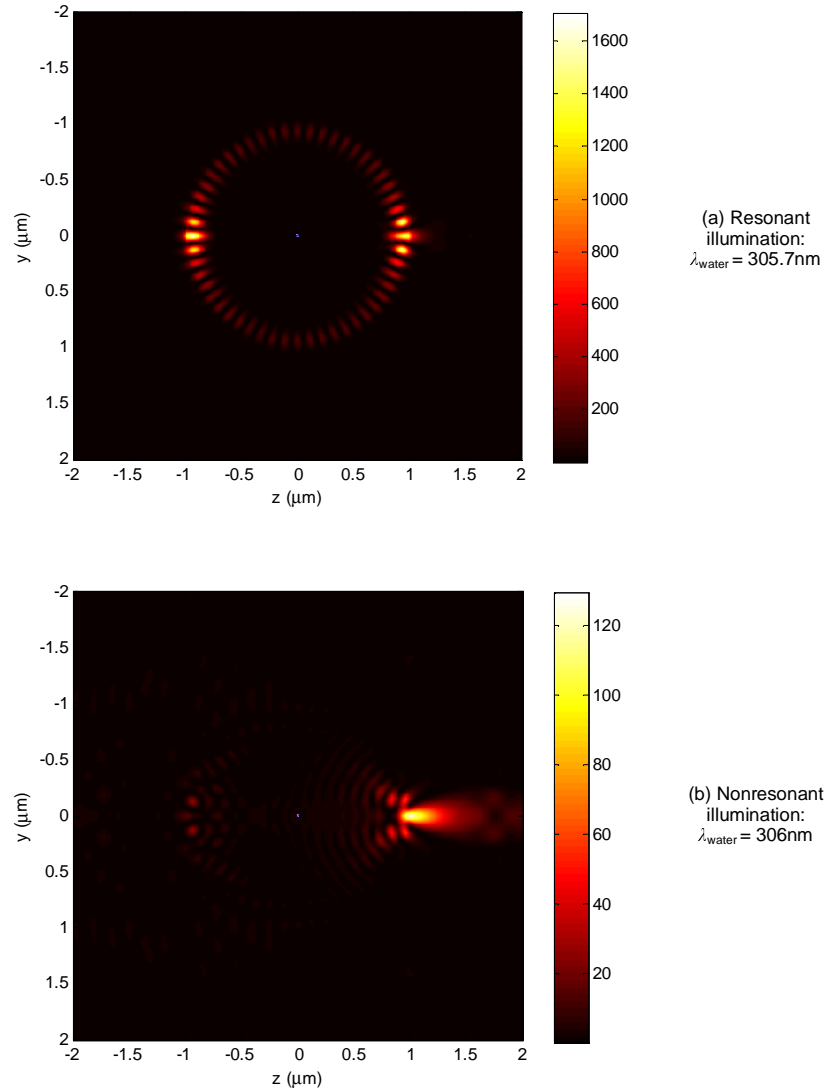 -2
-1.5
-1
-0.5
0
0.5
1
1.5
2
y (μm)
-2 -1.5 -1 -0.5 0 0.5 1 1.5 2
z (μm)
1600
1400
1200
1000
800
600
400
200
(a) Resonant
illumination:
λwater = 305.7nm
-2
-1.5
-1
-0.5
0
0.5
1
1.5
2
y (μm)
-2 -1.5 -1 -0.5 0 0.5 1 1.5 2
z (μm)
120
100
80
60
40
20
(b) Nonresonant
illumination:
λwater = 306nm